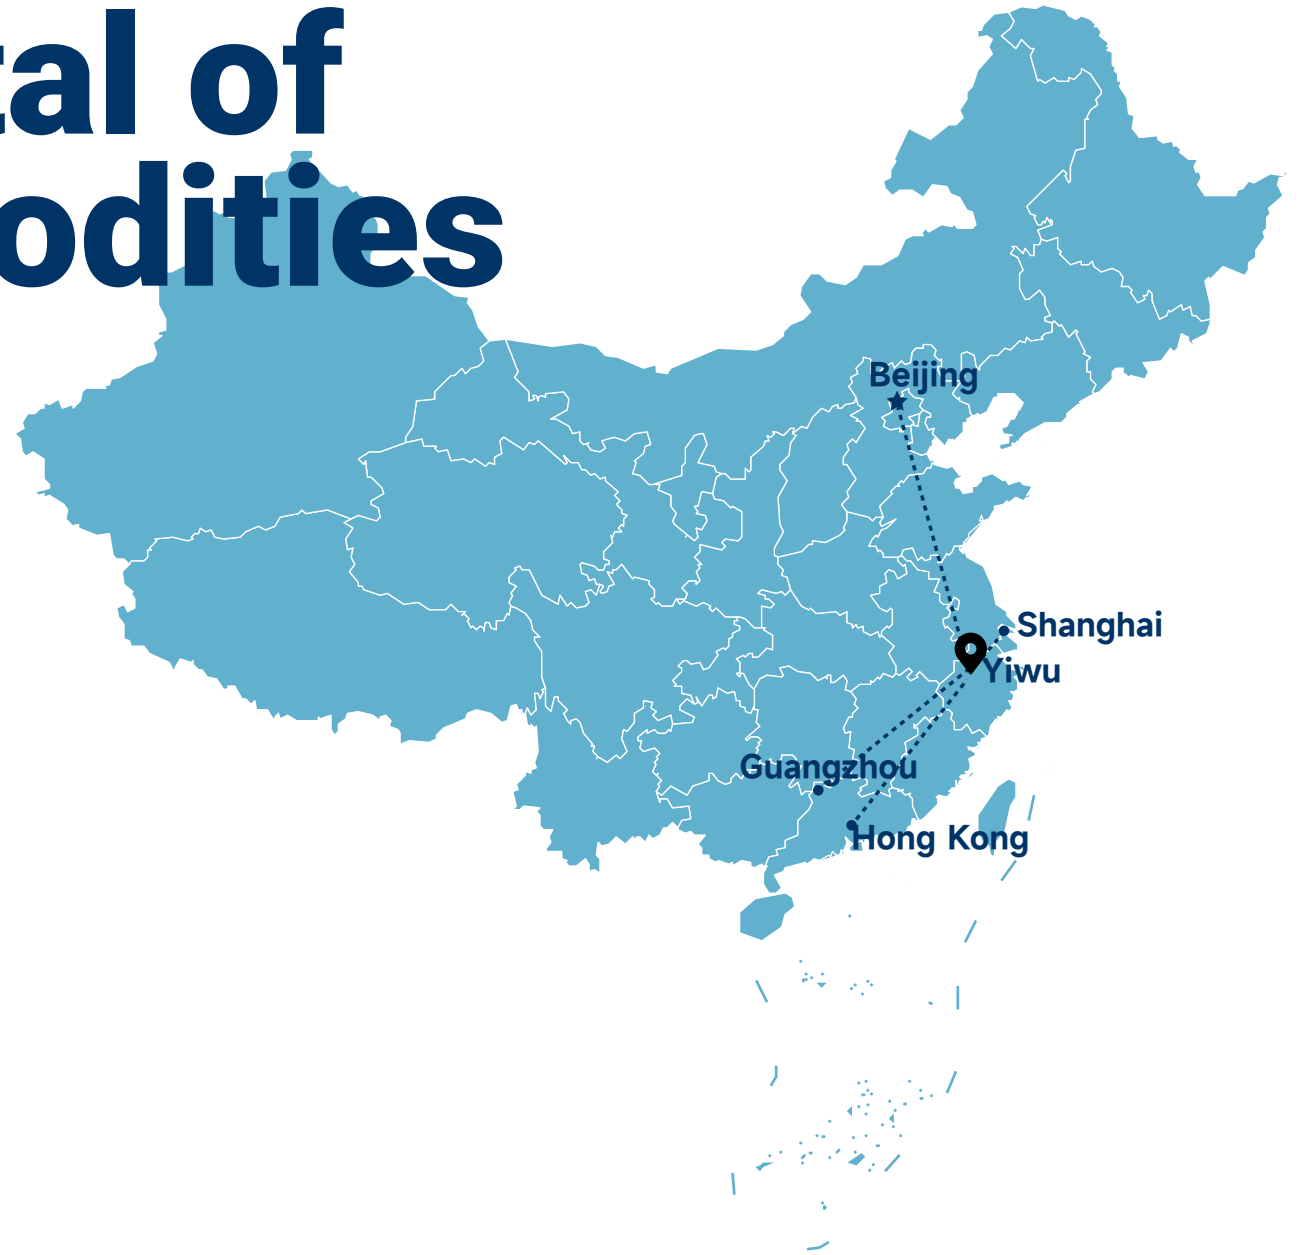 tal of
odities
Beijing
Shanghai
Yiwu
Guangzhou
Hong Kong